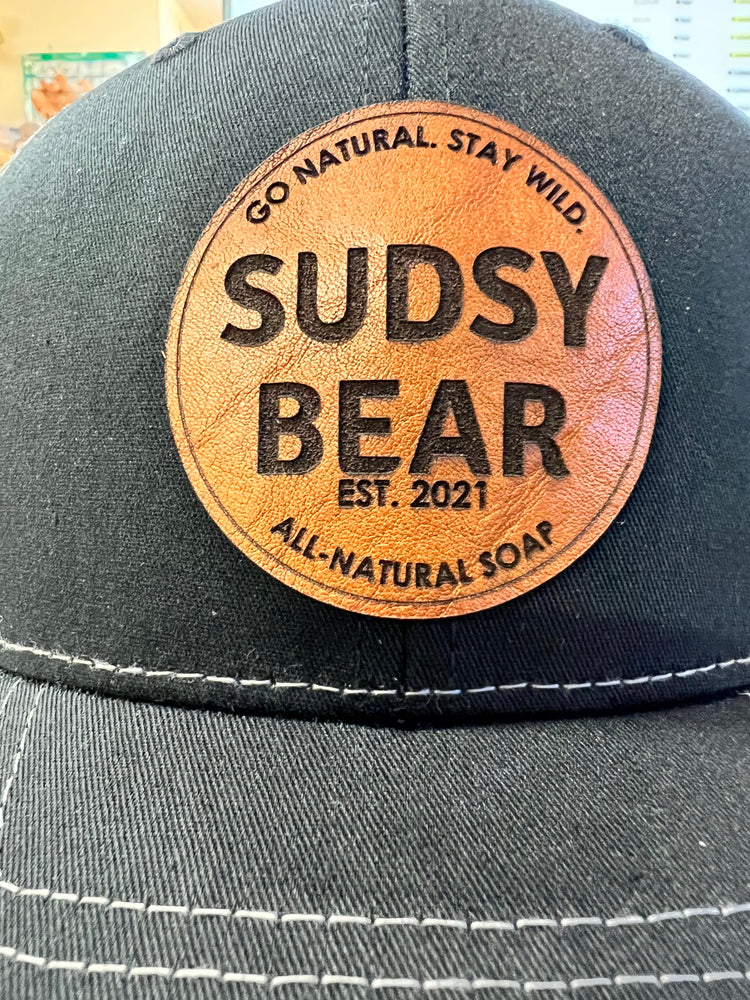 GO NATURAL. STAY WILD.
SUDSY
BEAR
EST. 2021
ALL-NATURAL SOAP